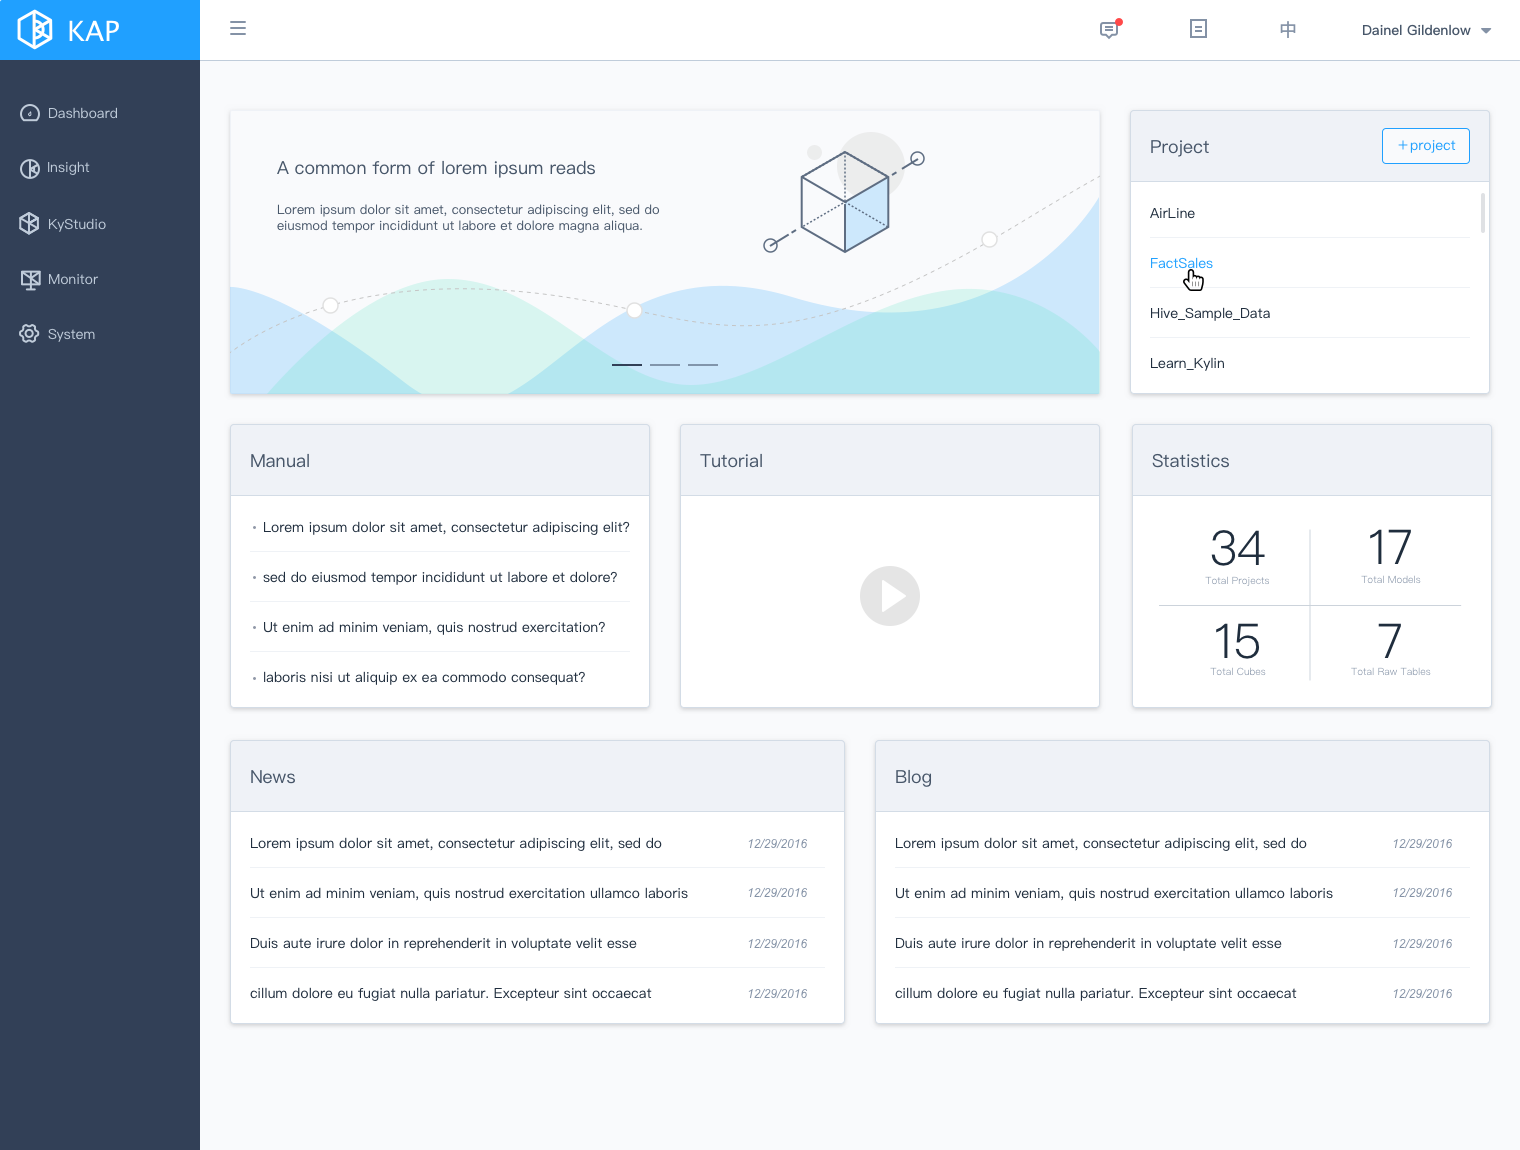 KAP
中
Dainel Gildenlow
Dashboard
Insight
KyStudio
Monitor
System
A common form of lorem ipsum reads
Lorem ipsum dolor sit amet, consectetur adipiscing elit, sed do
eiusmod tempor incididunt ut labore et dolore magna aliqua.
Project
+project
AirLine
FactSales
Hive_Sample_Data
Learn_Kylin
Manual
• Lorem ipsum dolor sit amet, consectetur adipiscing elit?
• sed do eiusmod tempor incididunt ut labore et dolore?
• Ut enim ad minim veniam, quis nostrud exercitation?
• laboris nisi ut aliquip ex ea commodo consequat?
Tutorial
Statistics
34
Total Projects
17
Total Models
15
Total Cubes
7
Total Raw Tables
News
Lorem ipsum dolor sit amet, consectetur adipiscing elit, sed do 12/29/2016
Ut enim ad minim veniam, quis nostrud exercitation ullamco laboris 12/29/2016
Duis aute irure dolor in reprehenderit in voluptate velit esse 12/29/2016
cillum dolore eu fugiat nulla pariatur. Excepteur sint occaecat 12/29/2016
Blog
Lorem ipsum dolor sit amet, consectetur adipiscing elit, sed do 12/29/2016
Ut enim ad minim veniam, quis nostrud exercitation ullamco laboris 12/29/2016
Duis aute irure dolor in reprehenderit in voluptate velit esse 12/29/2016
cillum dolore eu fugiat nulla pariatur. Excepteur sint occaecat 12/29/2016